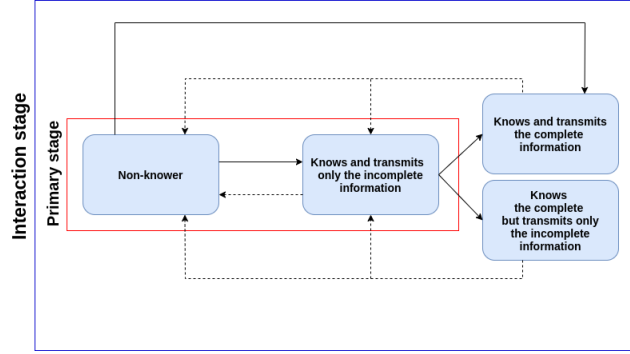 Interaction stage
Primary stage
Non-knower
Knows and transmits
only the incomplete
information
Knows and transmits
the complete
information
Knows
the complete
but transmits only
the incomplete
information